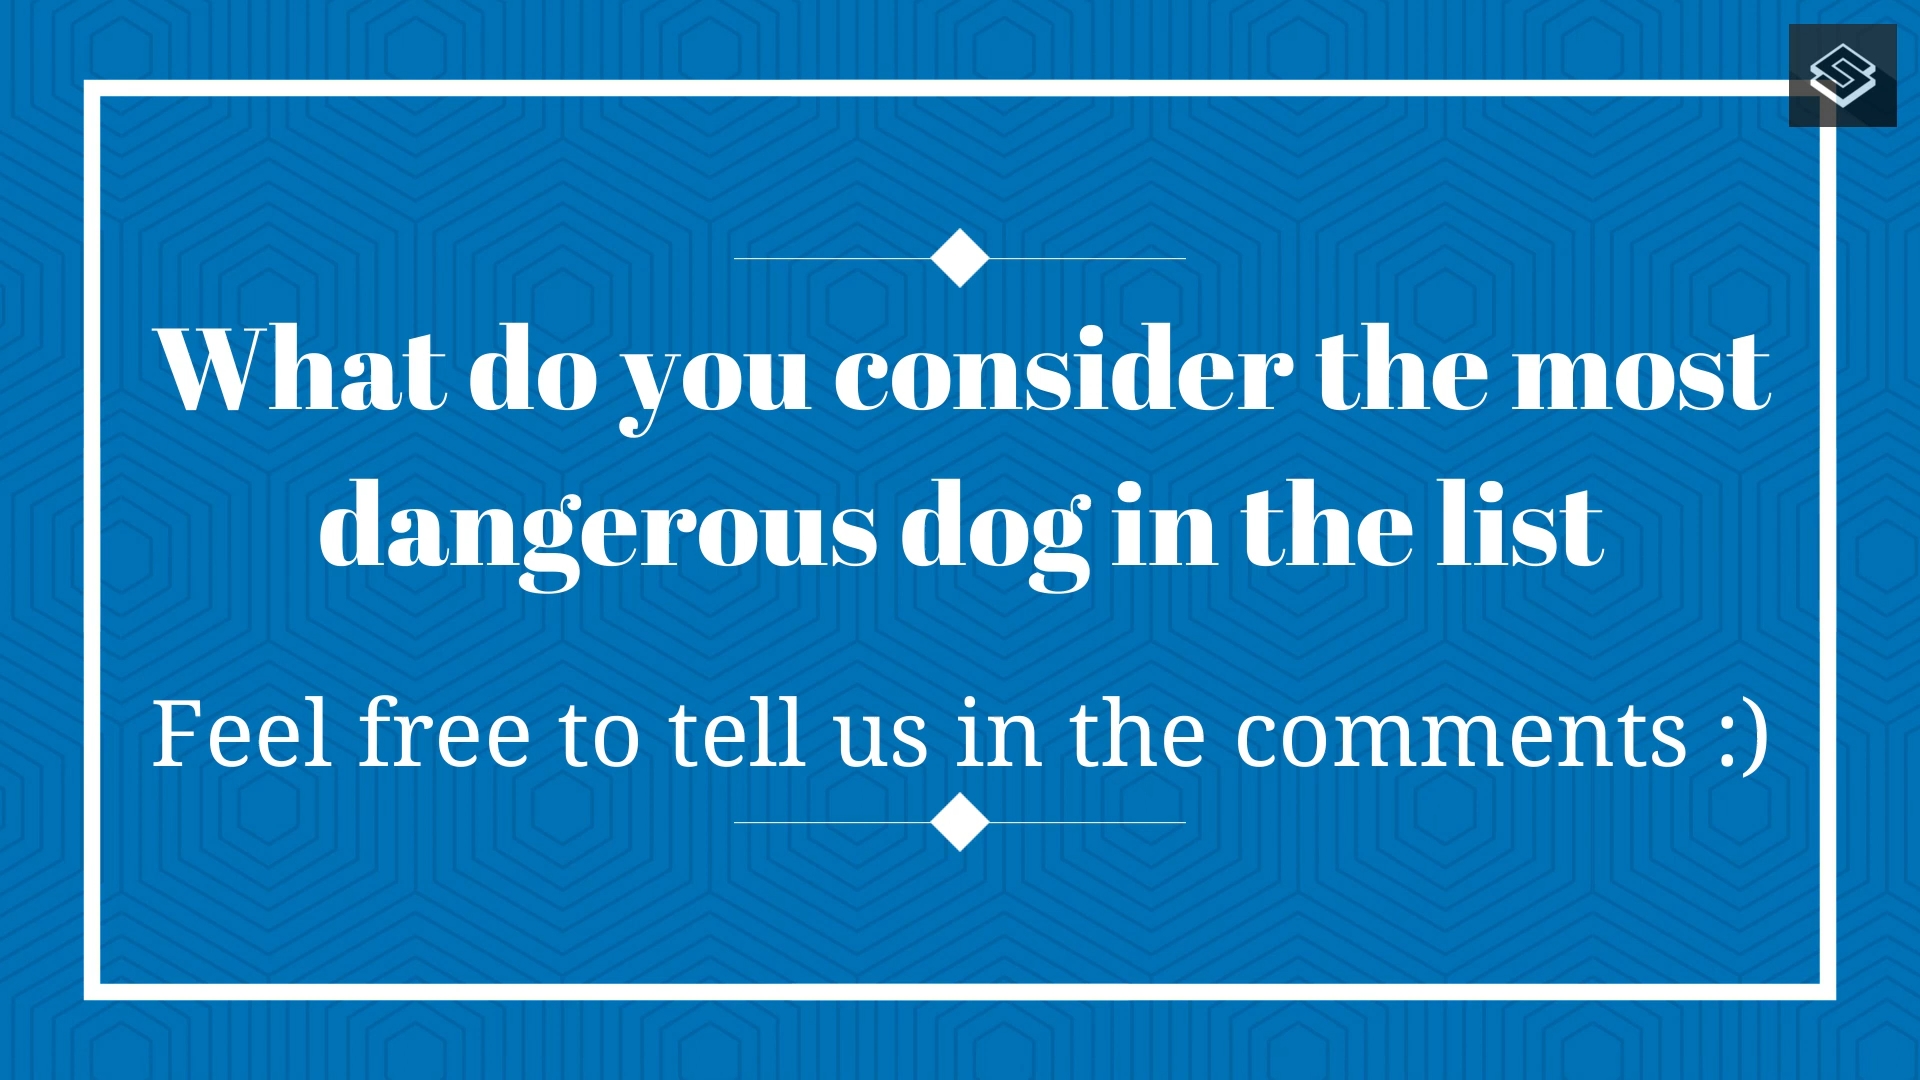 What do you consider the most
dangerous dog in the list
Feel free to tell us in the comments :)